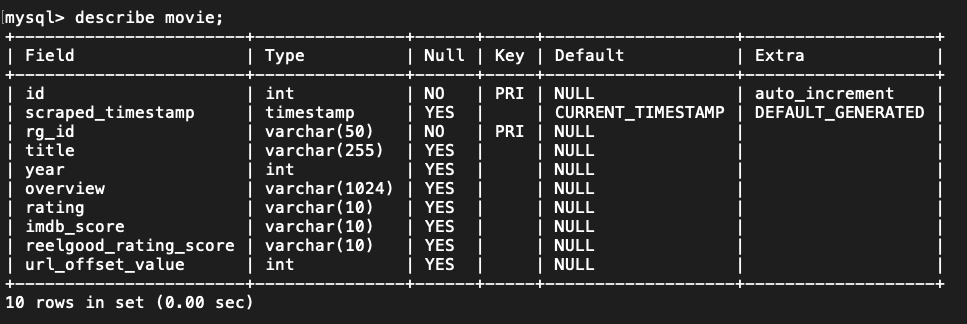 mysql> describe movie;
+-----------------------+---------------+------+-----+-------------------+-------------------+
| Field                 | Type          | Null | Key | Default           | Extra             |
+-----------------------+---------------+------+-----+-------------------+-------------------+
| id                    | int           | NO   | PRI | NULL              | auto_increment    |
| scraped_timestamp     | timestamp     | YES  |     | CURRENT_TIMESTAMP | DEFAULT_GENERATED |
| rg_id                 | varchar(50)   | NO   | PRI | NULL              |                   |
| title                 | varchar(255)  | YES  |     | NULL              |                   |
| year                  | int           | YES  |     | NULL              |                   |
| overview              | varchar(1024) | YES  |     | NULL              |                   |
| rating                | varchar(10)   | YES  |     | NULL              |                   |
| imdb_score            | varchar(10)   | YES  |     | NULL              |                   |
| reelgood_rating_score | varchar(10)   | YES  |     | NULL              |                   |
| url_offset_value      | int           | YES  |     | NULL              |                   |
+-----------------------+---------------+------+-----+-------------------+-------------------+
10 rows in set (0.00 sec)